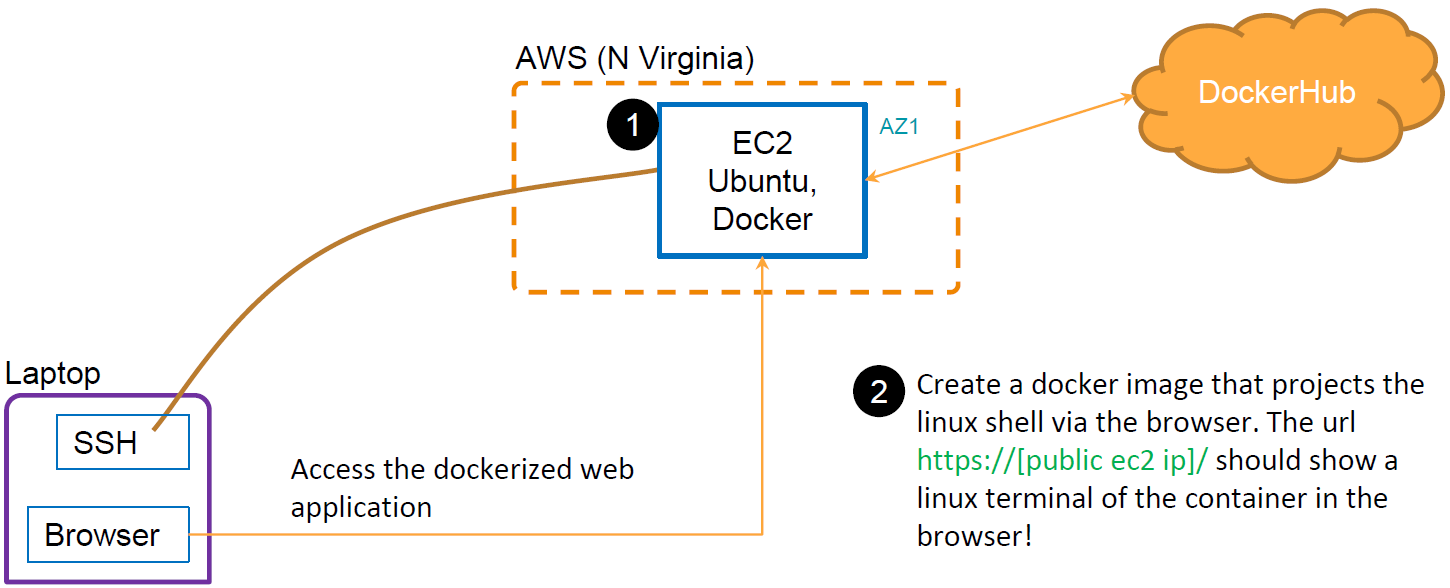 AWS (N Virginia)
DockerHub
1
AZ1
EC2
Ubuntu,
Docker
Laptop
SSH
Browser
Access the dockerized web
application
2
Create a docker image that projects the
linux shell via the browser. The url
https://[public ec2 ip]/ should show a
linux terminal of the container in the
browser!